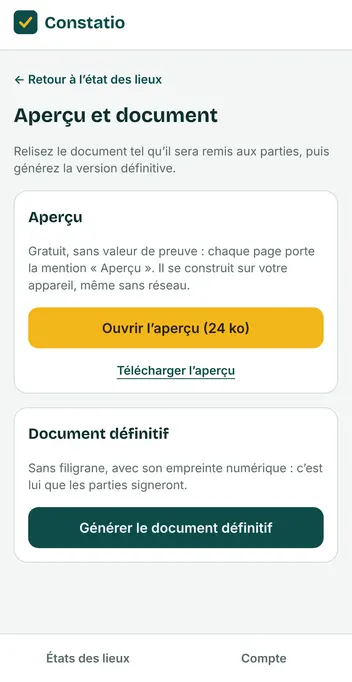 Constatio
← Retour à l’état des lieux
Aperçu et document
Relisez le document tel qu’il sera remis aux parties, puis
générez la version définitive.
Aperçu
Gratuit, sans valeur de preuve : chaque page porte
la mention « Aperçu ». Il se construit sur votre
appareil, même sans réseau.
Ouvrir l’aperçu (24 ko)
Télécharger l’aperçu
Document définitif
Sans filigrane, avec son empreinte numérique : c’est
lui que les parties signeront.
Générer le document définitif
États des lieux
Compte